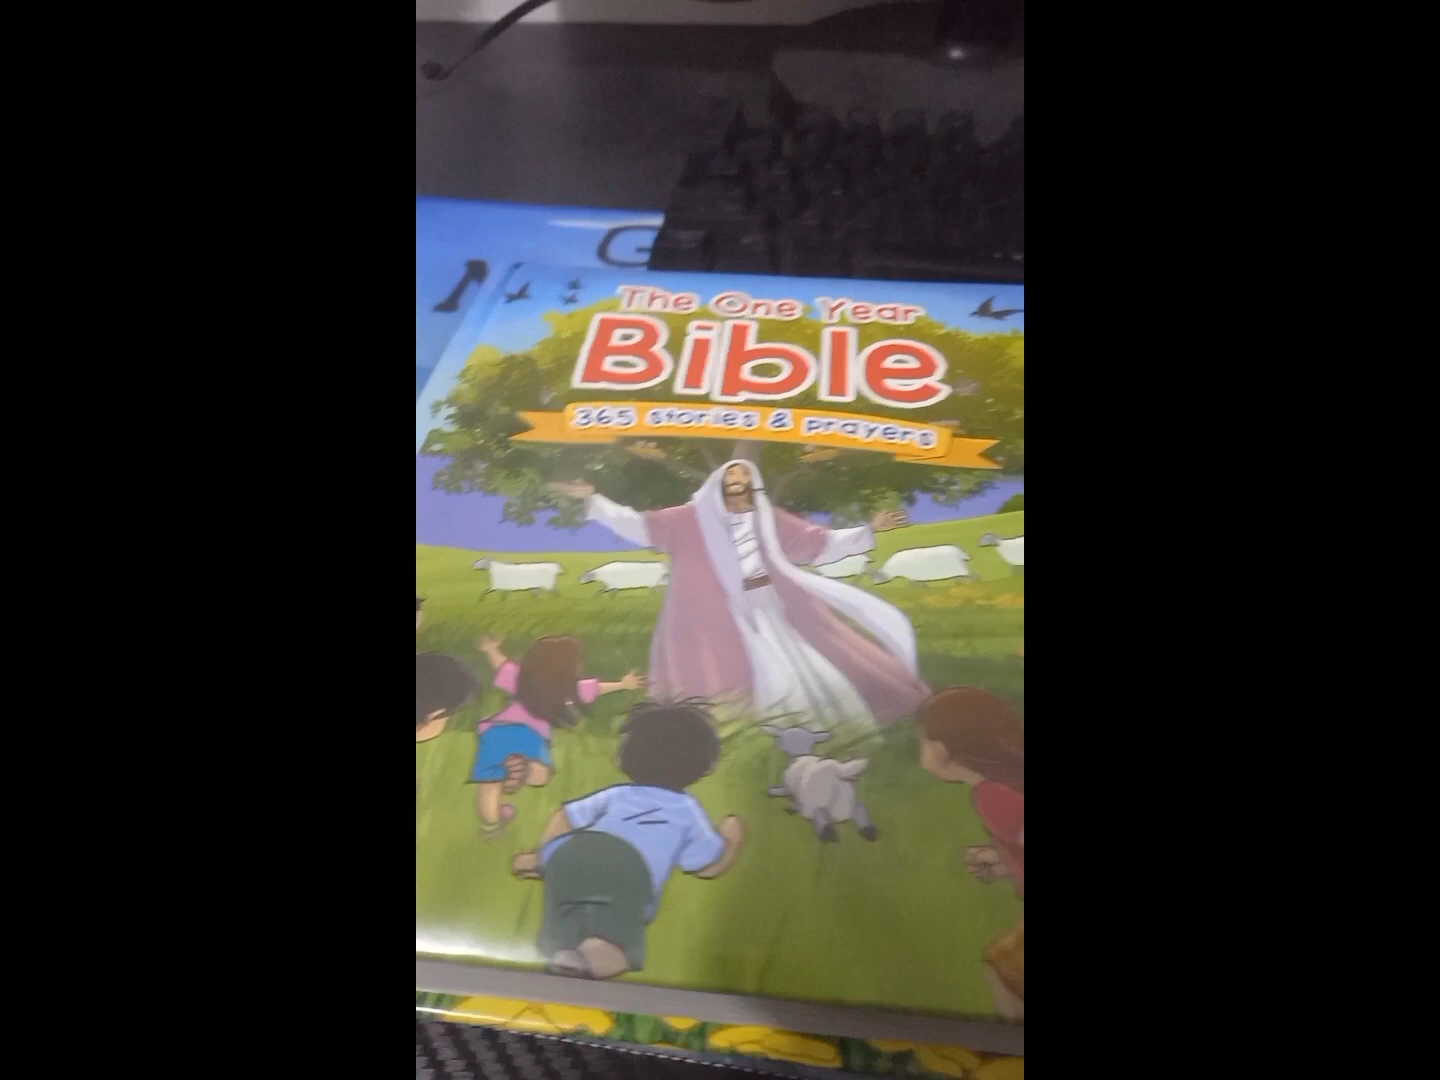 G
N
The One Year
Bible
365 stories & prayers